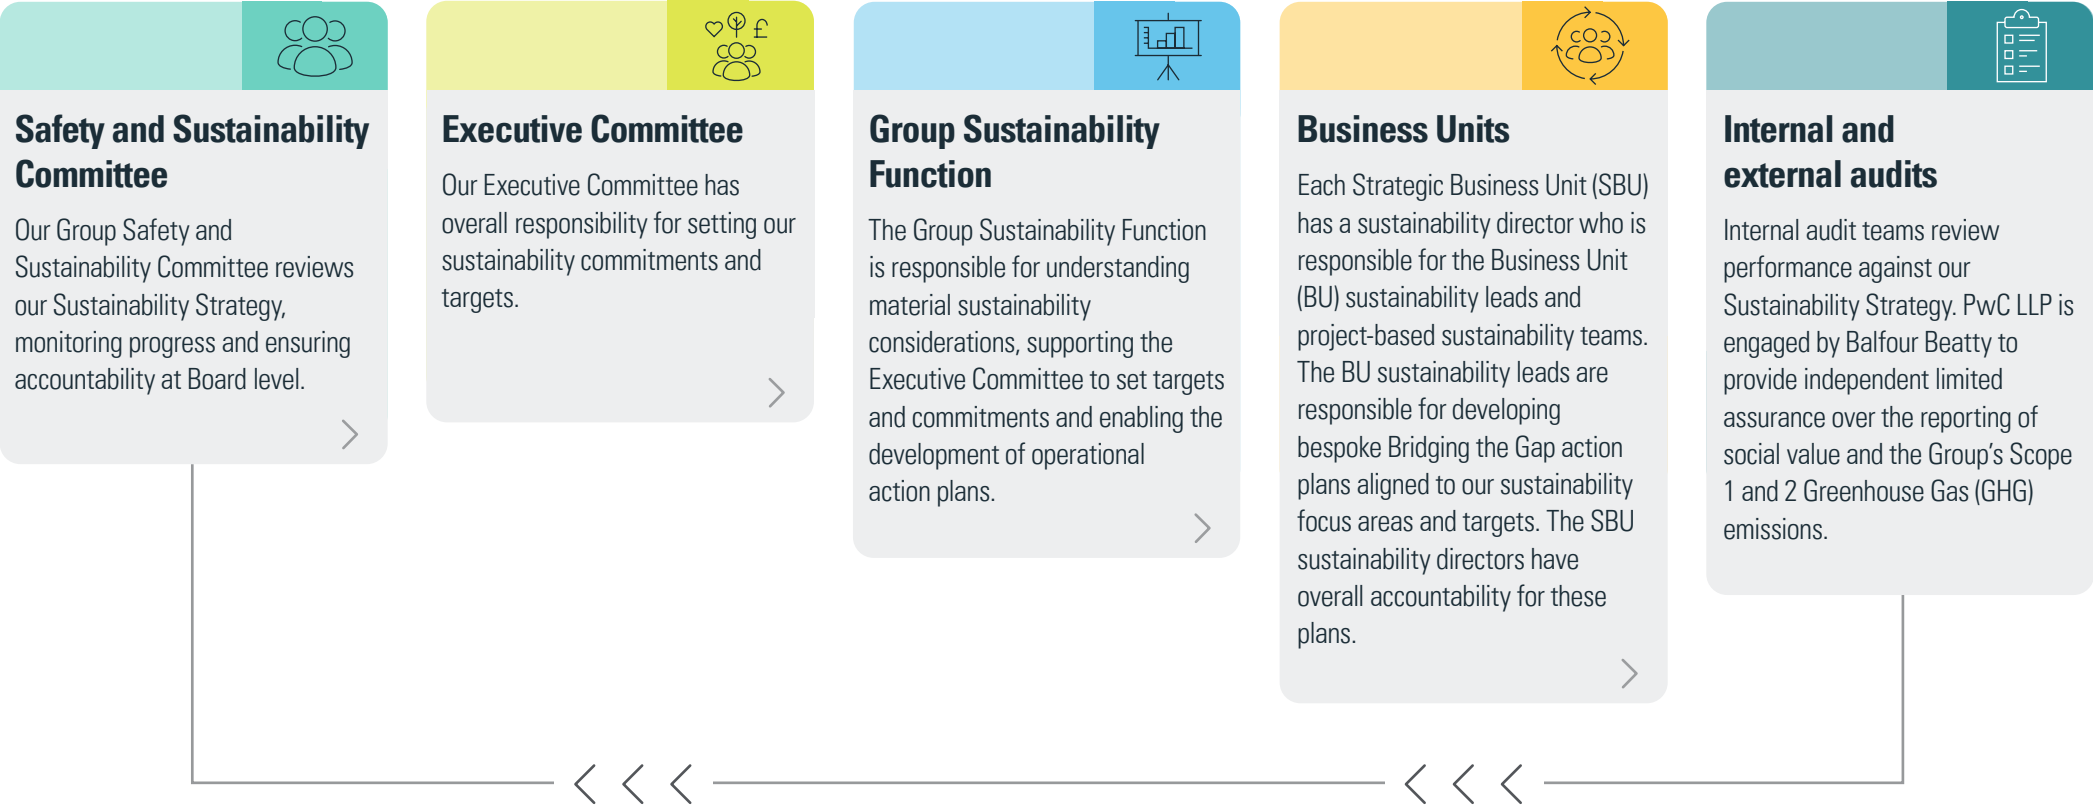 Safety and Sustainability
Committee
Our Group Safety and
Sustainability Committee reviews
our Sustainability Strategy,
monitoring progress and ensuring
accountability at Board level.
£
Executive Committee
Our Executive Committee has
overall responsibility for setting our
sustainability commitments and
targets.
Group Sustainability
Function
The Group Sustainability Function
is responsible for understanding
material sustainability
considerations, supporting the
Executive Committee to set targets
and commitments and enabling the
development of operational
action plans.
Business Units
Each Strategic Business Unit (SBU)
has a sustainability director who is
responsible for the Business Unit
(BU) sustainability leads and
project-based sustainability teams.
The BU sustainability leads are
responsible for developing
bespoke Bridging the Gap action
plans aligned to our sustainability
focus areas and targets. The SBU
sustainability directors have
overall accountability for these
plans.
Internal and
external audits
Internal audit teams review
performance against our
Sustainability Strategy. PwC LLP is
engaged by Balfour Beatty to
provide independent limited
assurance over the reporting of
social value and the Group’s Scope
1 and 2 Greenhouse Gas (GHG)
emissions.